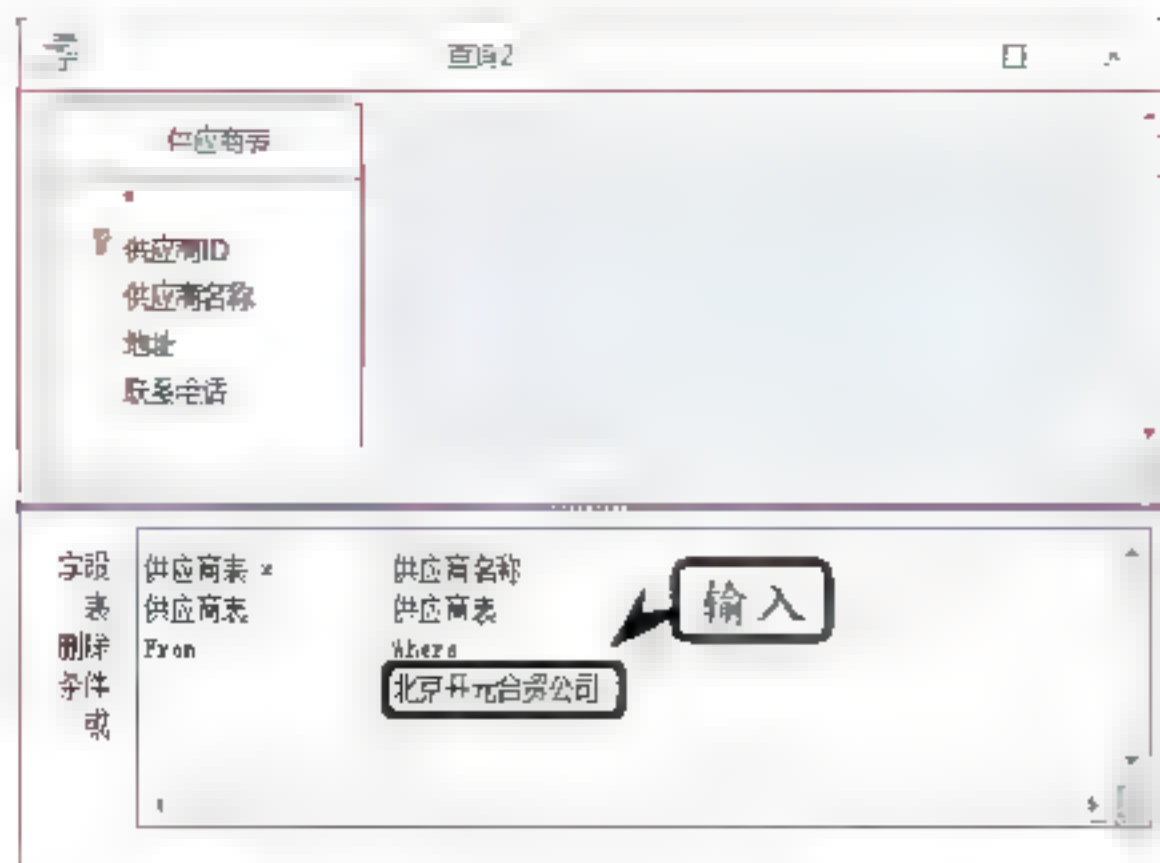 查询2
供应商表
*
供应商ID
供应商名称
地址
联系电话
字段 供应商表.* 供应商名称
表 供应商表 供应商表
删除 From Where
条件 北京开元合贸公司
或
输入